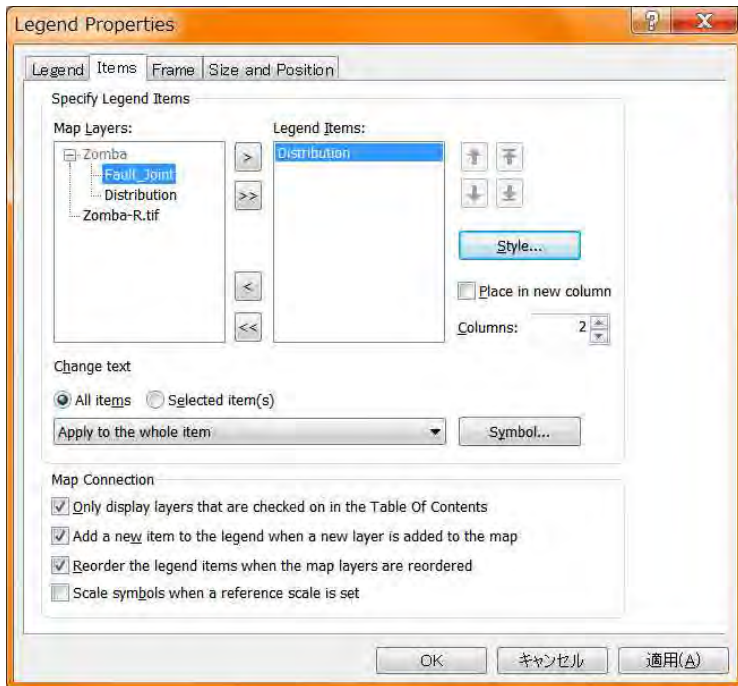 Legend Properties
?
X
Legend Items Frame Size and Position
Specify Legend Items
Map Layers:
Zomba
Fault_Joint
Distribution
Zomba-R.tif
>
>>
<
<<
Legend Items:
Distribution
Style...
Place in new column
Columns: 2
Change text
All items Selected item(s)
Apply to the whole item
Symbol...
Map Connection
Only display layers that are checked on in the Table Of Contents
Add a new item to the legend when a new layer is added to the map
Reorder the legend items when the map layers are reordered
Scale symbols when a reference scale is set
OK キャンセル 適用(A)